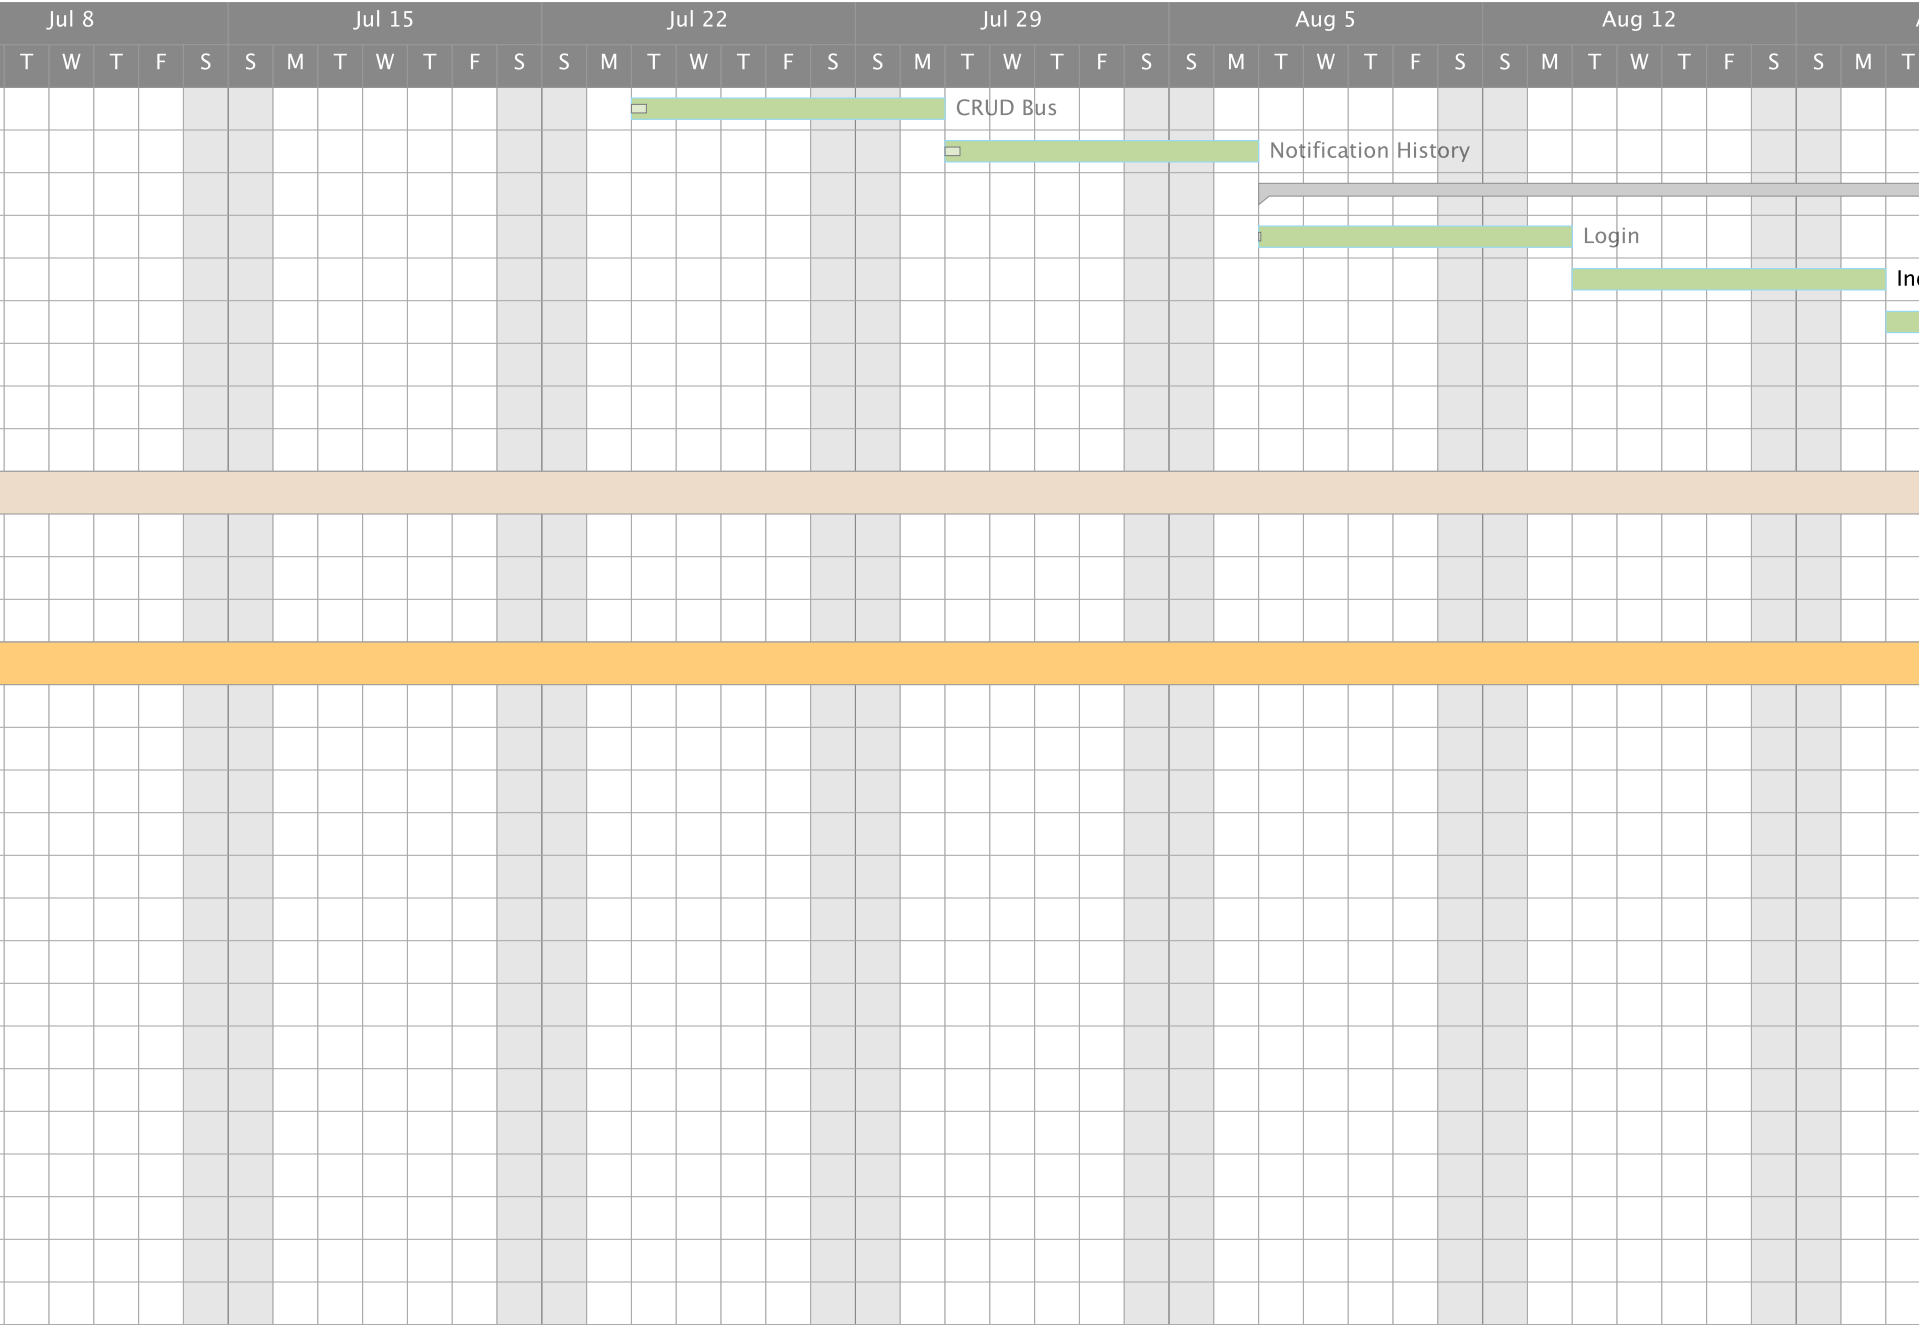 Jul 8 Jul 15 Jul 22 Jul 29 Aug 5 Aug 12
T W T F S S M T W T F S S M T W T F S S M T W T F S S M T W T F S S M T W T F S S M T
CRUD Bus
Notification History
Login